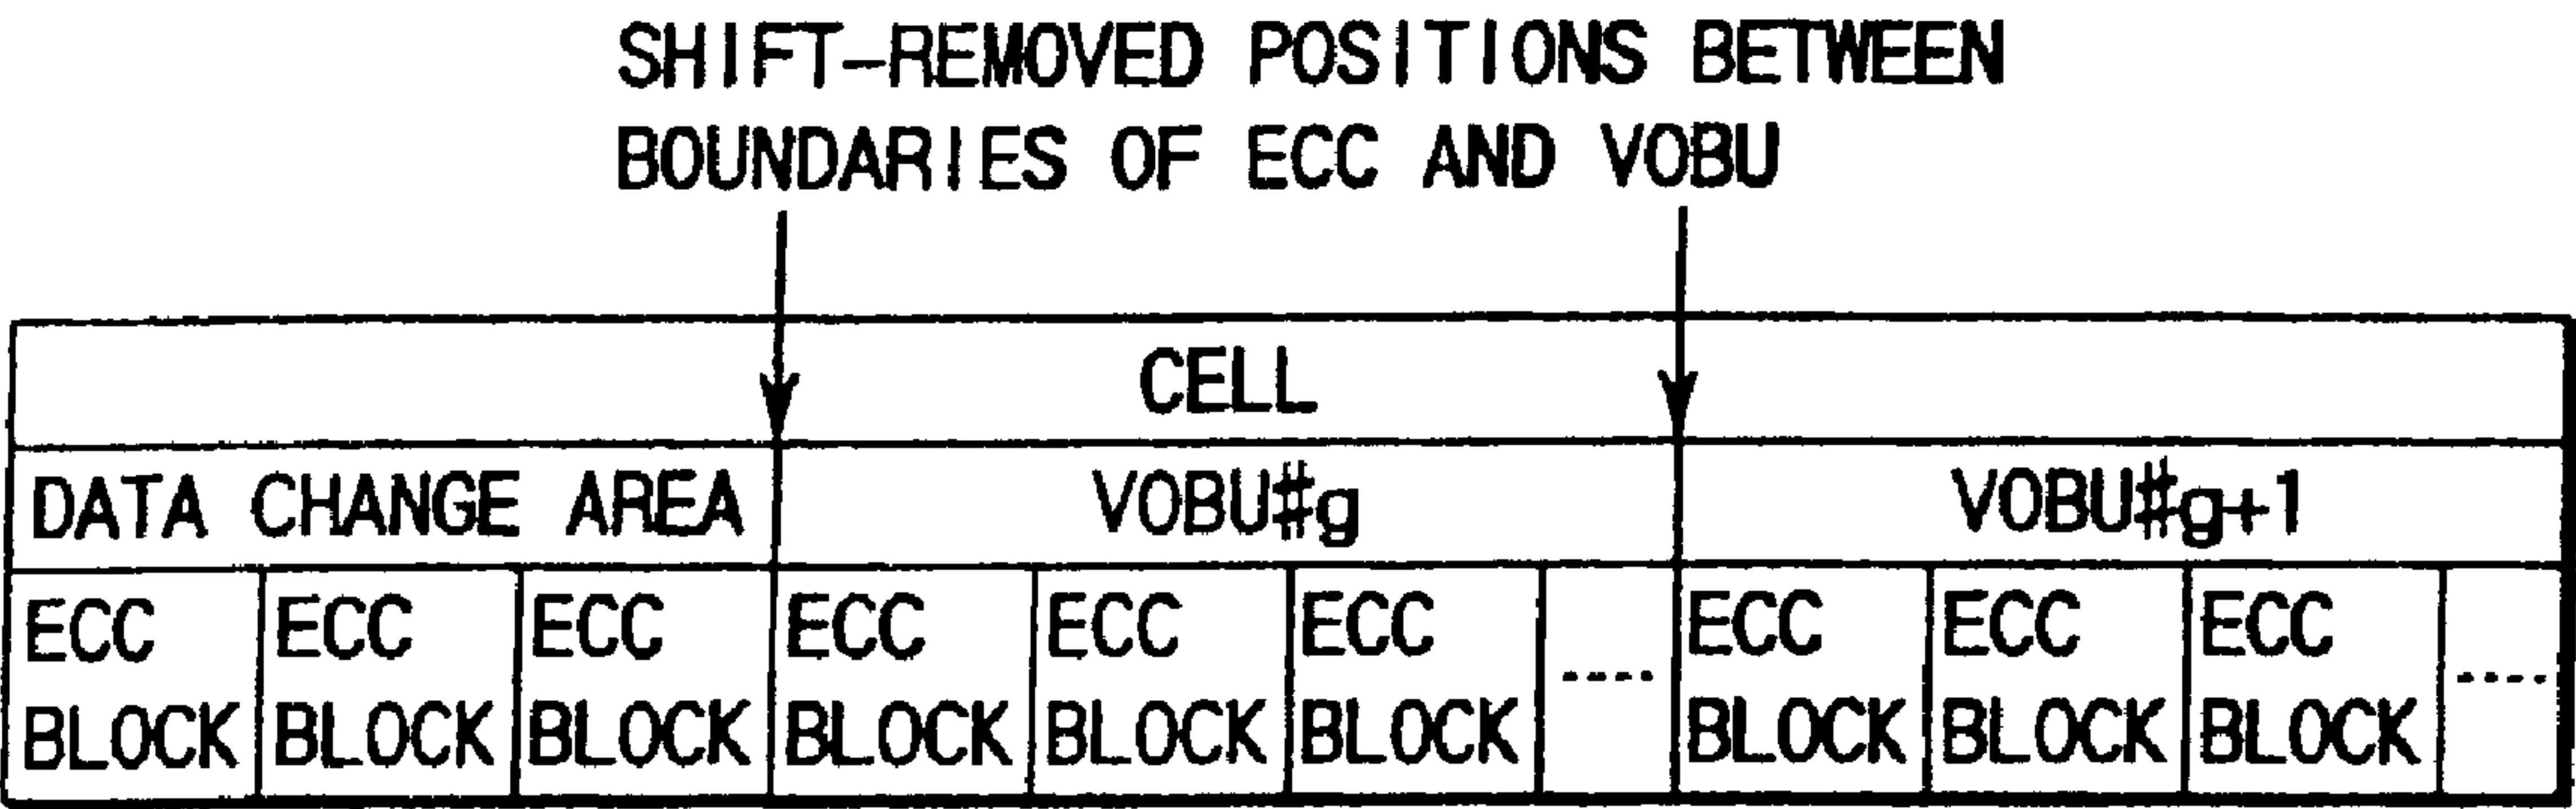 SHIFT-REMOVED POSITIONS BETWEEN
BOUNDARIES OF ECC AND VOBU
CELL
DATA CHANGE AREA VOBU#g VOBU#g+1
ECC ECC ECC ECC ECC ECC ECC ECC ECC
BLOCK BLOCK BLOCK BLOCK BLOCK BLOCK ---- BLOCK BLOCK BLOCK ----